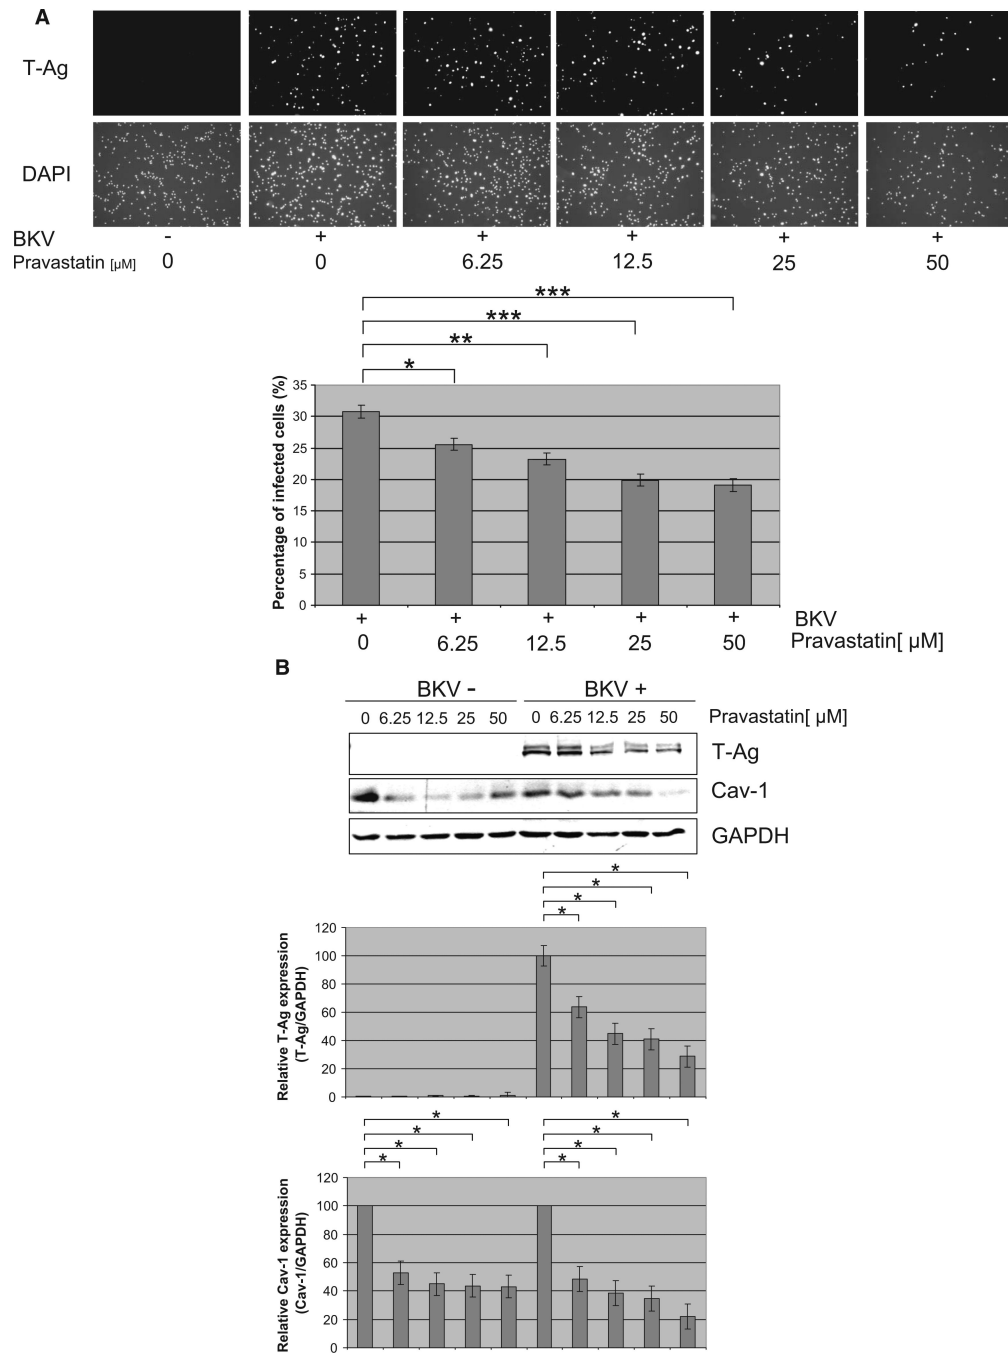 A
T-Ag
DAPI
BKV - + + + + +
Pravastatin [µM] 0 0 6.25 12.5 25 50
***
***
**
*
Percentage of infected cells (%)
35
30
25
20
15
10
5
0
+ + + + + BKV
0 6.25 12.5 25 50 Pravastatin[ µM]
B
BKV - BKV +
0 6.25 12.5 25 50 0 6.25 12.5 25 50 Pravastatin[ µM]
T-Ag
Cav-1
GAPDH
*
*
*
*
Relative T-Ag expression
(T-Ag/GAPDH)
120
100
80
60
40
20
0
* *
* *
* *
* *
Relative Cav-1 expression
(Cav-1/GAPDH)
120
100
80
60
40
20
0